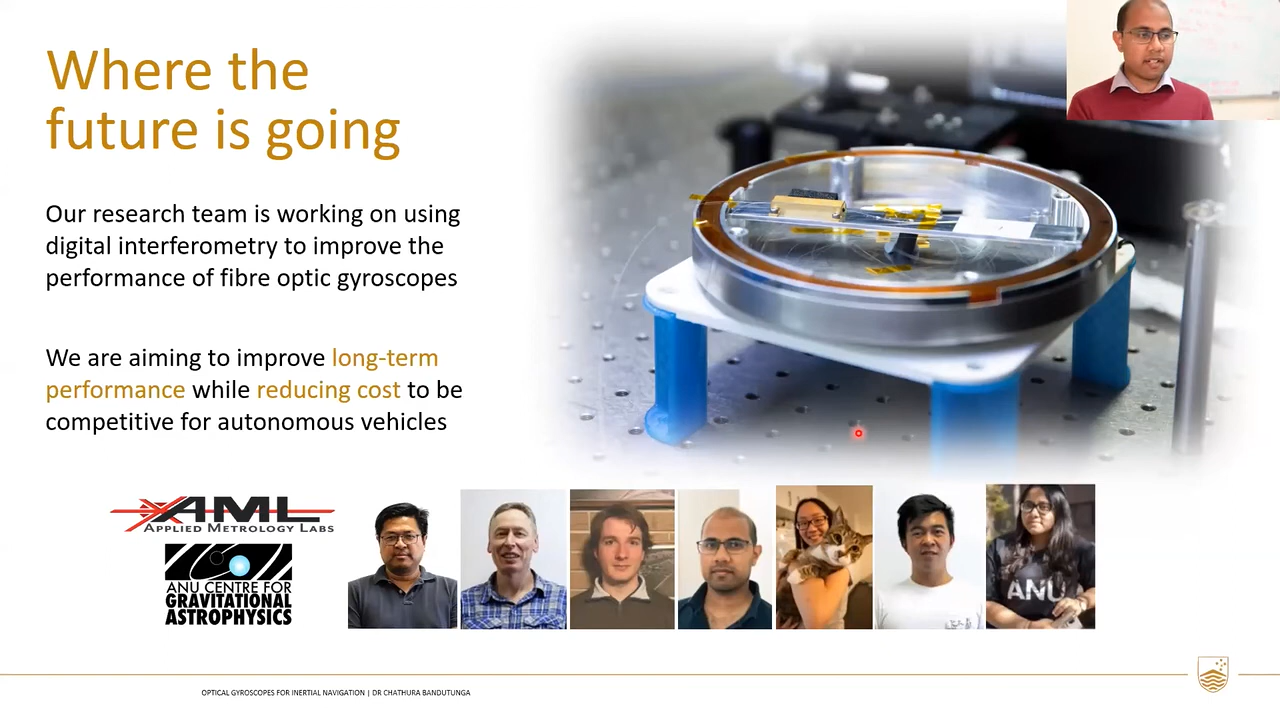 Where the
future is going
Our research team is working on using
digital interferometry to improve the
performance of fibre optic gyroscopes
We are aiming to improve long-term
performance while reducing cost to be
competitive for autonomous vehicles
AML
APPLIED METROLOGY LABS
ANU CENTRE FOR
GRAVITATIONAL
ASTROPHYSICS
ANU
OPTICAL GYROSCOPES FOR INERTIAL NAVIGATION | DR CHATHURA BANDUTUNGA